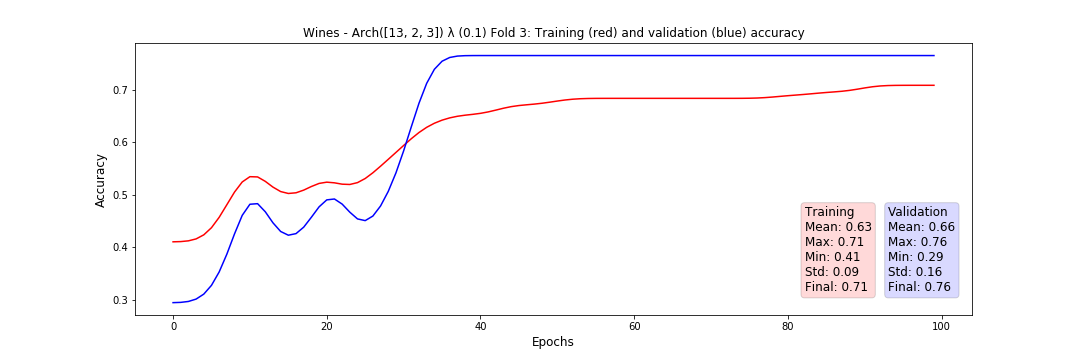 Wines - Arch([13, 2, 3]) λ (0.1) Fold 3: Training (red) and validation (blue) accuracy
Accuracy
0.7
0.6
0.5
0.4
0.3
Training
Mean: 0.63
Max: 0.71
Min: 0.41
Std: 0.09
Final: 0.71
Validation
Mean: 0.66
Max: 0.76
Min: 0.29
Std: 0.16
Final: 0.76
0
20
40
60
80
100
Epochs